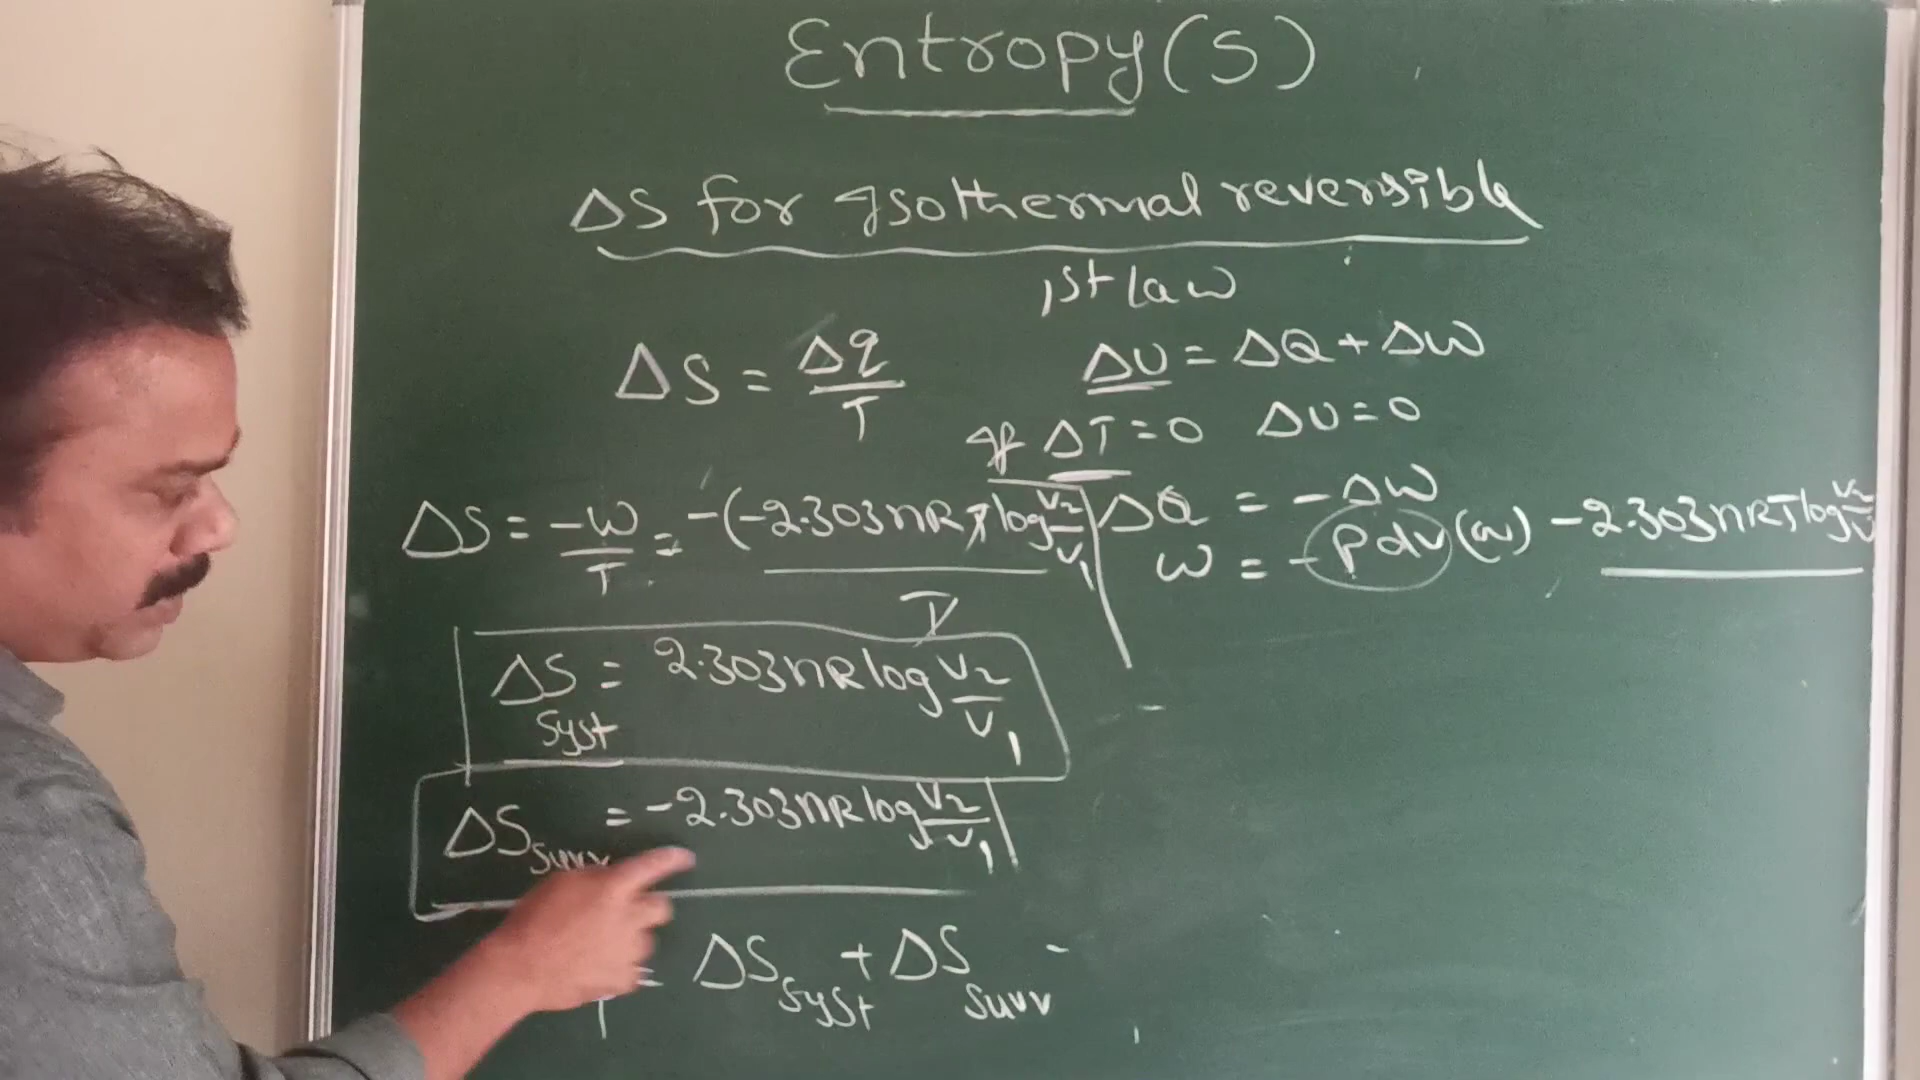 Entropy(S)
ΔS for Isothermal reversible
1st Law
ΔS = Δq/T
ΔU = ΔQ + ΔW
If ΔT = 0 ΔU = 0
ΔQ = -ΔW
W = -Pdv (or) -2.303nRT log V2/V
ΔS = -W/T = -(-2.303nRT log V2/V1
T
ΔS syst = 2.303nR log V2/V1
ΔS surr = -2.303nR log V2/V1
= ΔS syst + ΔS surr -